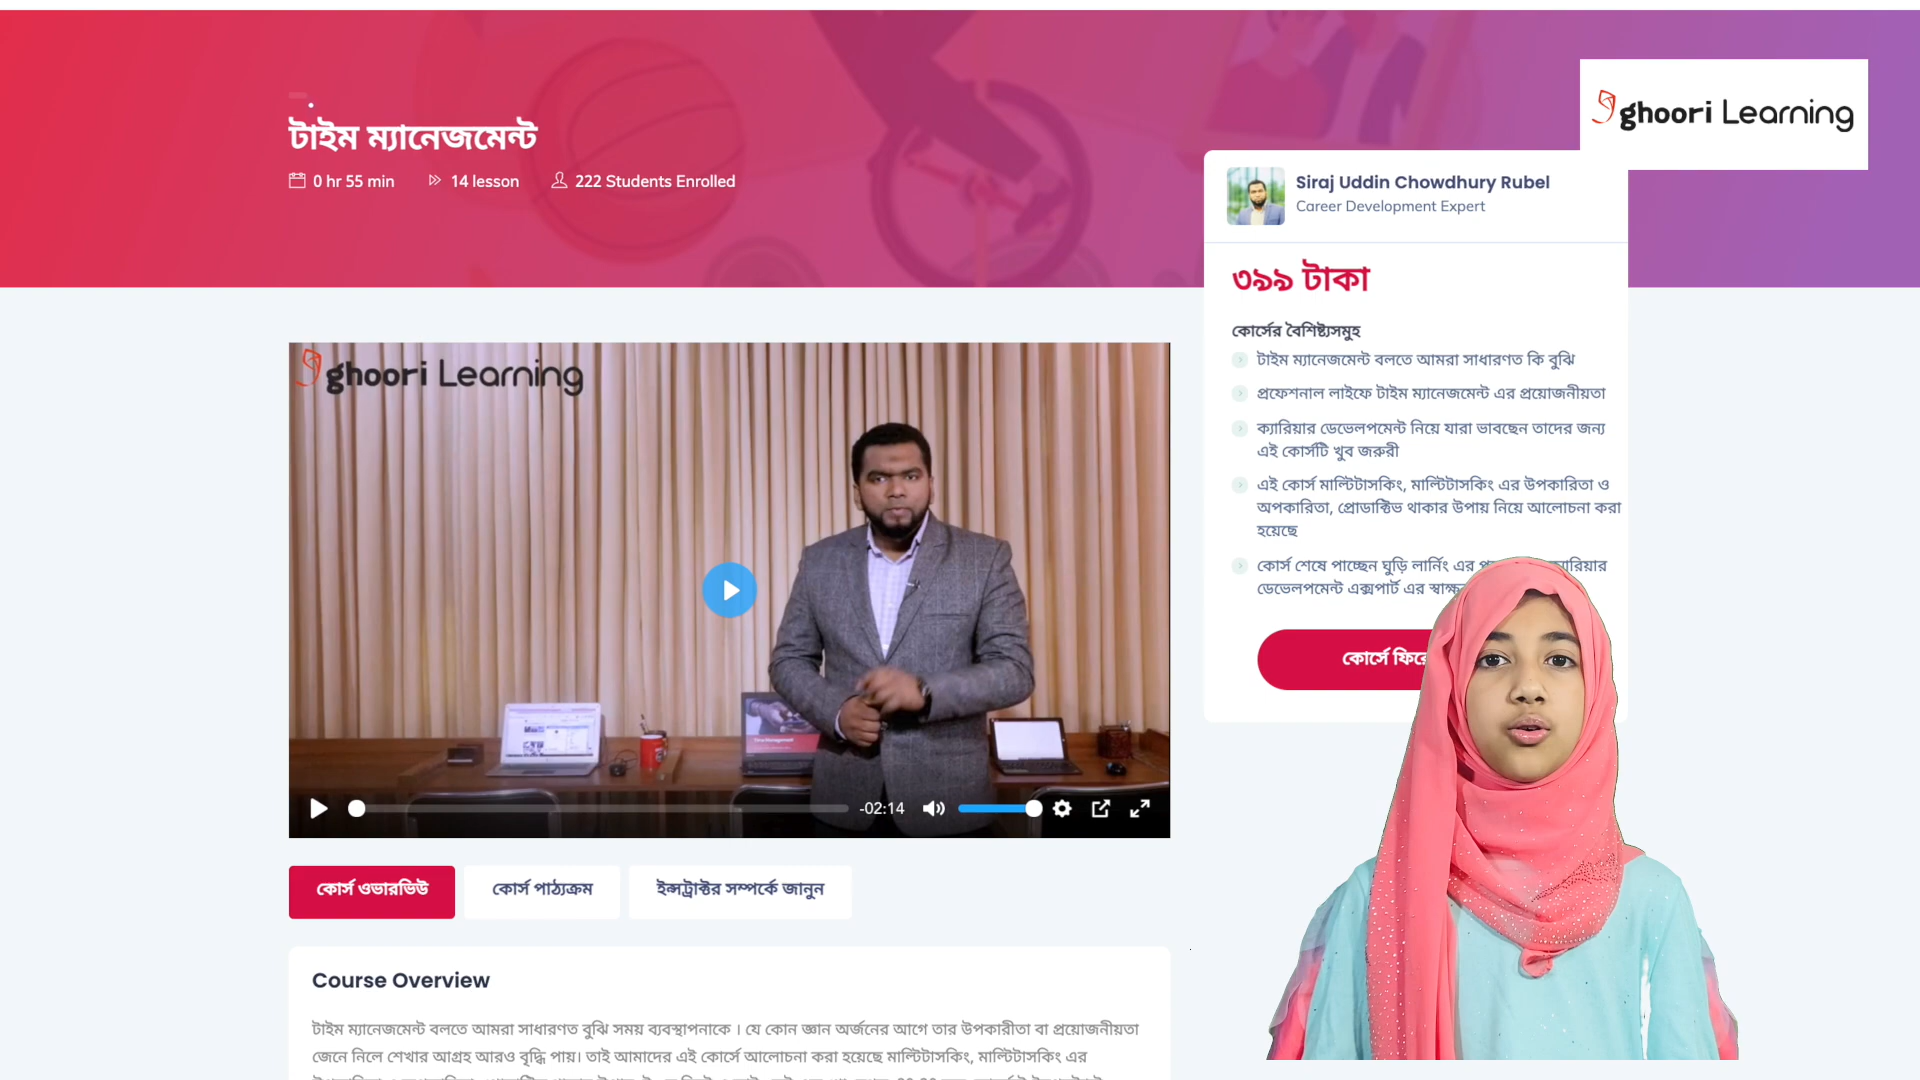 টাইম ম্যানেজমেন্ট
0 hr 55 min
14 lesson
222 Students Enrolled
ghoori Learning
Siraj Uddin Chowdhury Rubel
Career Development Expert
৩৯৯ টাকা
কোর্সের বৈশিষ্ট্যসমুহ
টাইম ম্যানেজমেন্ট বলতে আমরা সাধারণত কি বুঝি
প্রফেশনাল লাইফে টাইম ম্যানেজমেন্ট এর প্রয়োজনীয়তা
ক্যারিয়ার ডেভেলপমেন্ট নিয়ে যারা ভাবছেন তাদের জন্য
এই কোর্সটি খুব জরুরী
এই কোর্স মাল্টিটাসকিং, মাল্টিটাসকিং এর উপকারিতা ও
অপকারিতা, প্রোডাক্টিভ থাকার উপায় নিয়ে আলোচনা করা
হয়েছে
কোর্স শেষে পাচ্ছেন ঘুড়ি লার্নিং এর
ডেভেলপমেন্ট এক্সপার্ট এর
কোর্সে
ghoori Learning
Time Management
-02:14
কোর্স ওভারভিউ
কোর্স পাঠ্যক্রম
ইন্সট্রাক্টর সম্পর্কে জানুন
Course Overview
টাইম ম্যানেজমেন্ট বলতে আমরা সাধারণত বুঝি সময় ব্যবস্থাপনাকে । যে কোন জ্ঞান অর্জনের আগে তার উপকারীতা বা প্রয়োজনীয়তা
জেনে নিলে শেখার আগ্রহ আরও বৃদ্ধি পায়। তাই আমাদের এই কোর্সে আলোচনা করা হয়েছে মাল্টিটাসকিং, মাল্টিটাসকিং এর